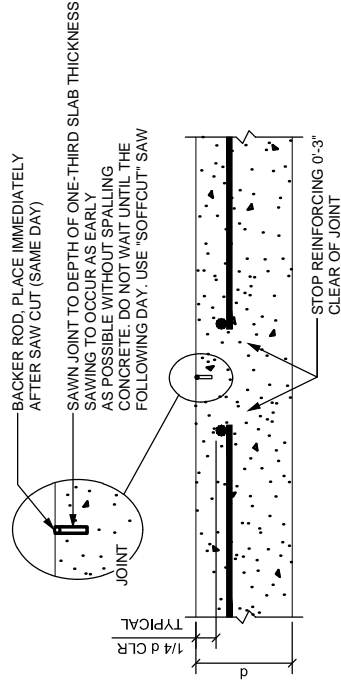 BACKER ROD, PLACE IMMEDIATELY
AFTER SAW CUT (SAME DAY)
SAWN JOINT TO DEPTH OF ONE-THIRD SLAB THICKNESS
SAWING TO OCCUR AS EARLY
AS POSSIBLE WITHOUT SPALLING
CONCRETE. DO NOT WAIT UNTIL THE
FOLLOWING DAY. USE "SOFFCUT" SAW
JOINT
1/4 d CLR
TYPICAL
d
STOP REINFORCING 0'-3"
CLEAR OF JOINT